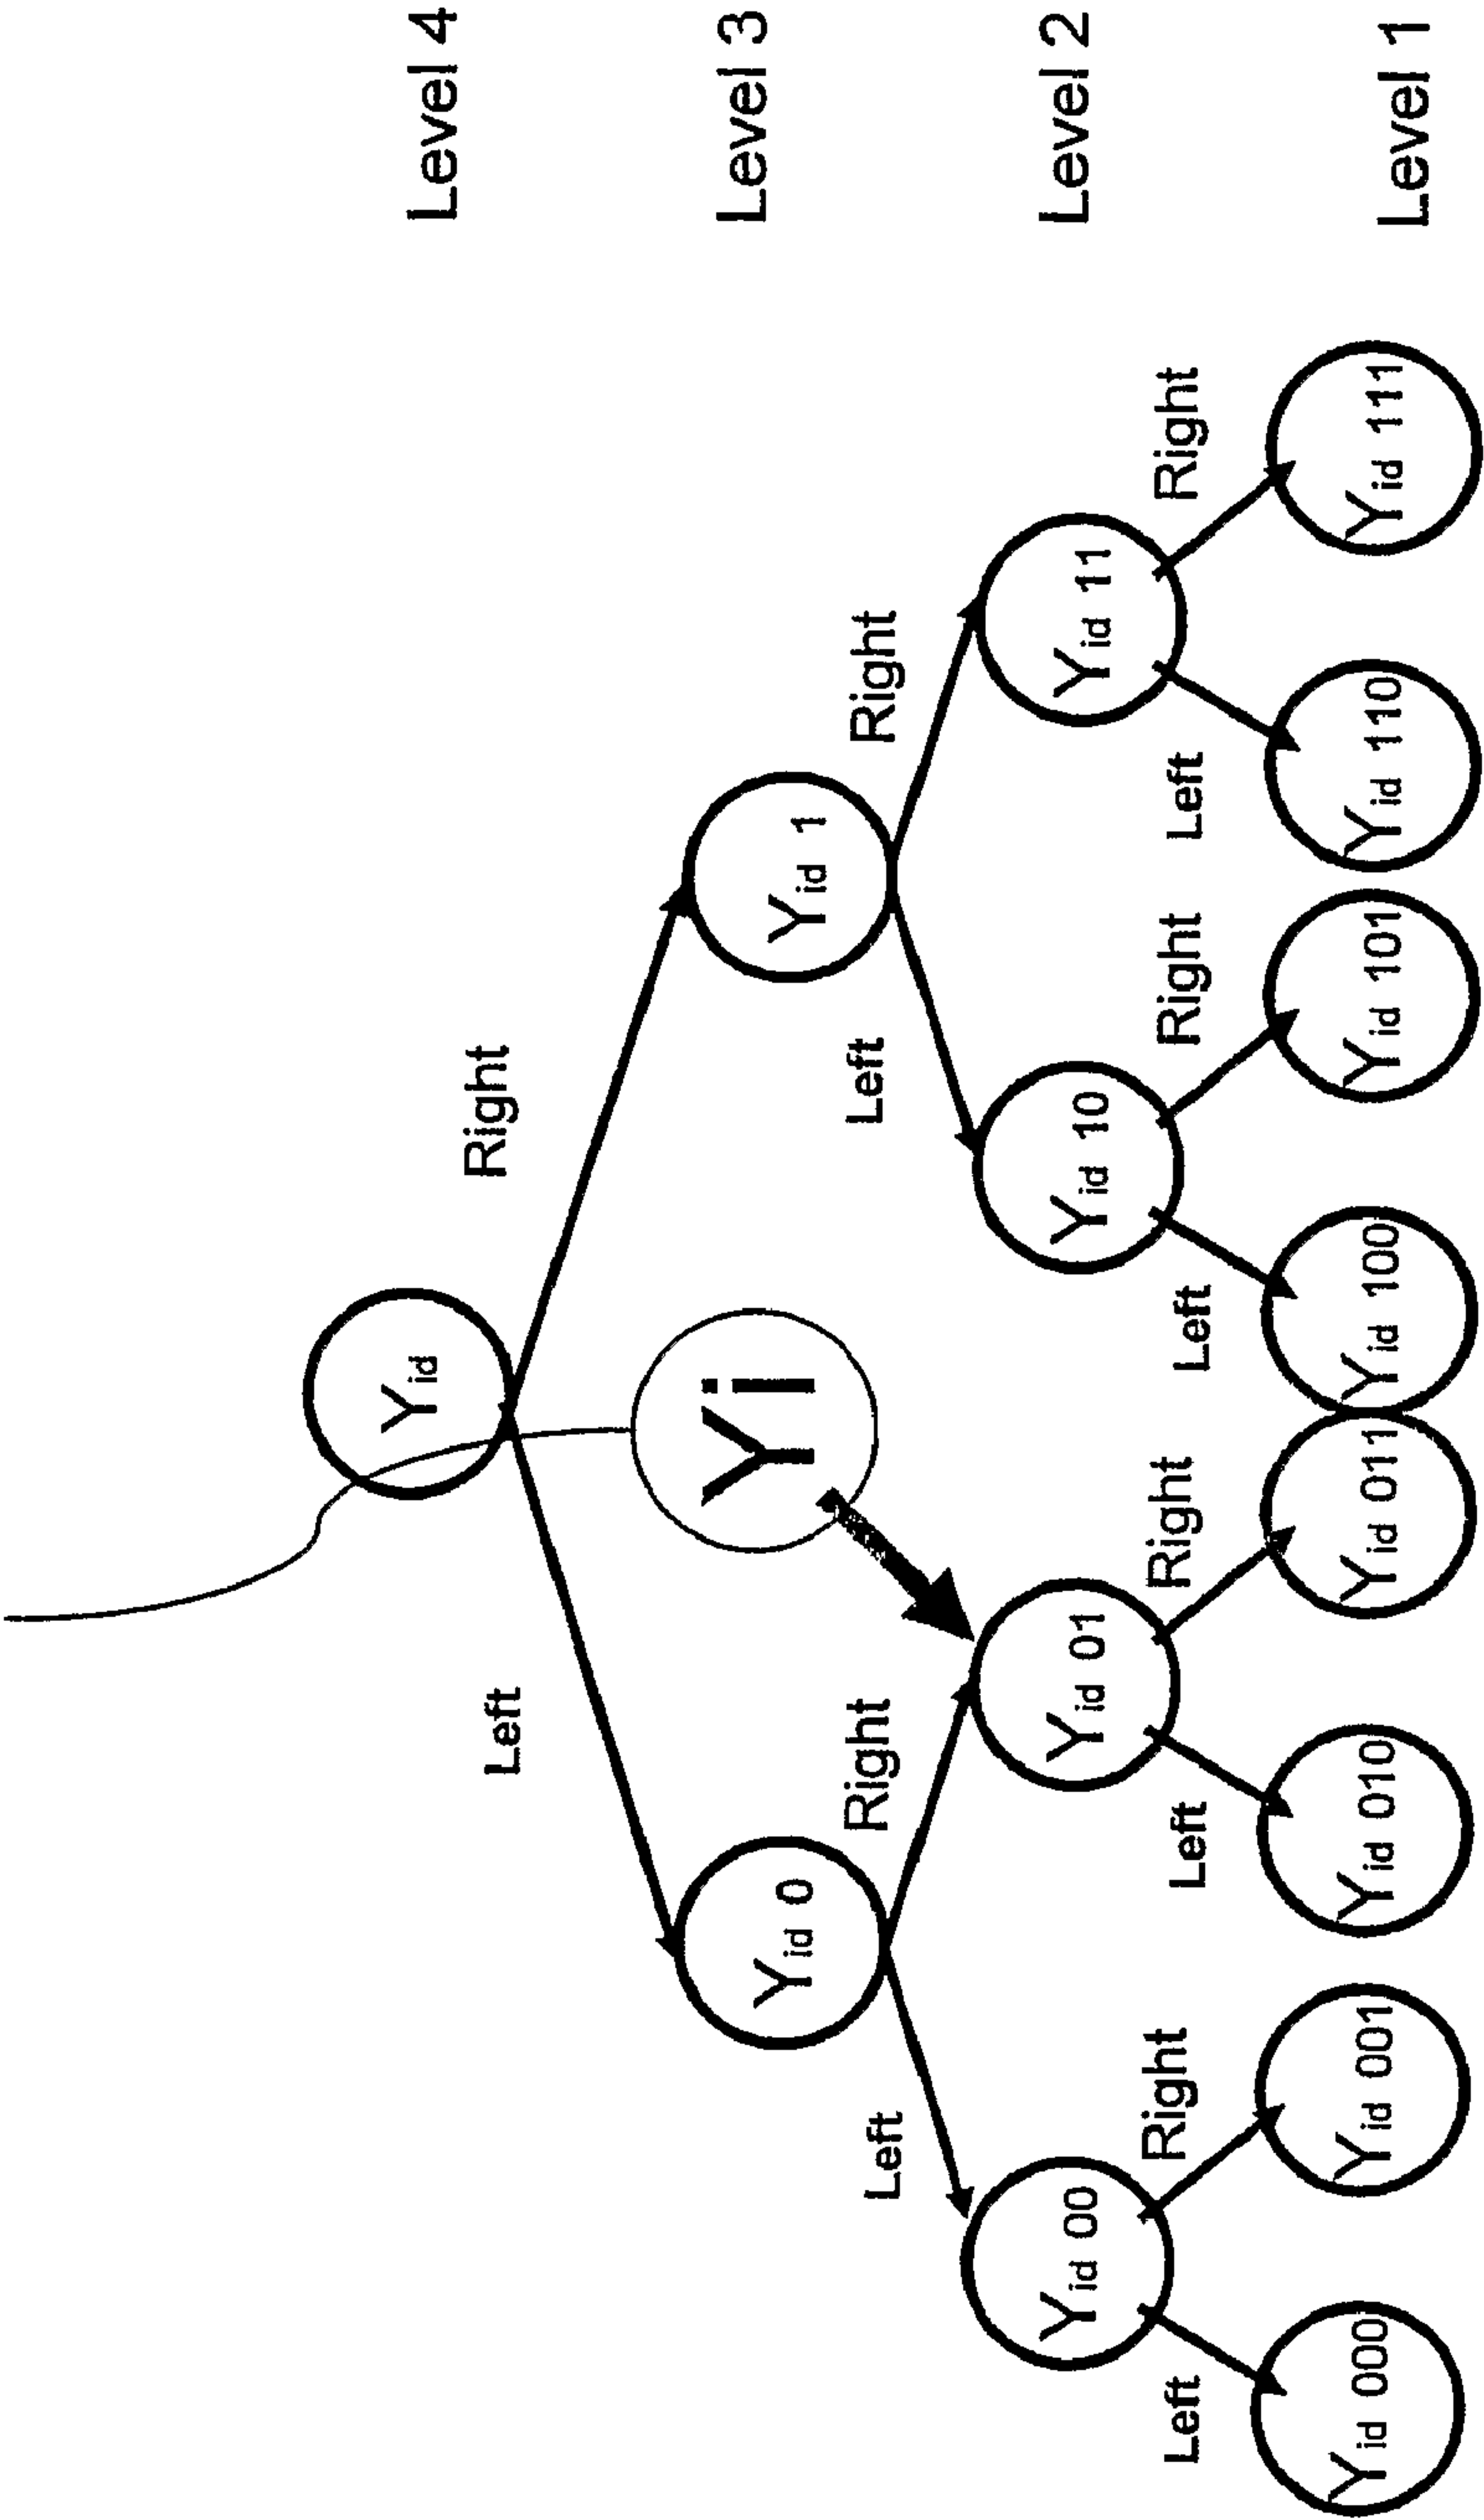 Level 4
Level 3
Level 2
Level 1
Yid
Left
Right
Yi
Yid 0
Yid 1
Left
Right
Left
Right
Yid 00
Yid 01
Yid 10
Yid 11
Left
Right
Left
Right
Left
Right
Left
Right
Yid 000
Yid 001
Yid 010
Yid 011
Yid 100
Yid 101
Yid 110
Yid 111